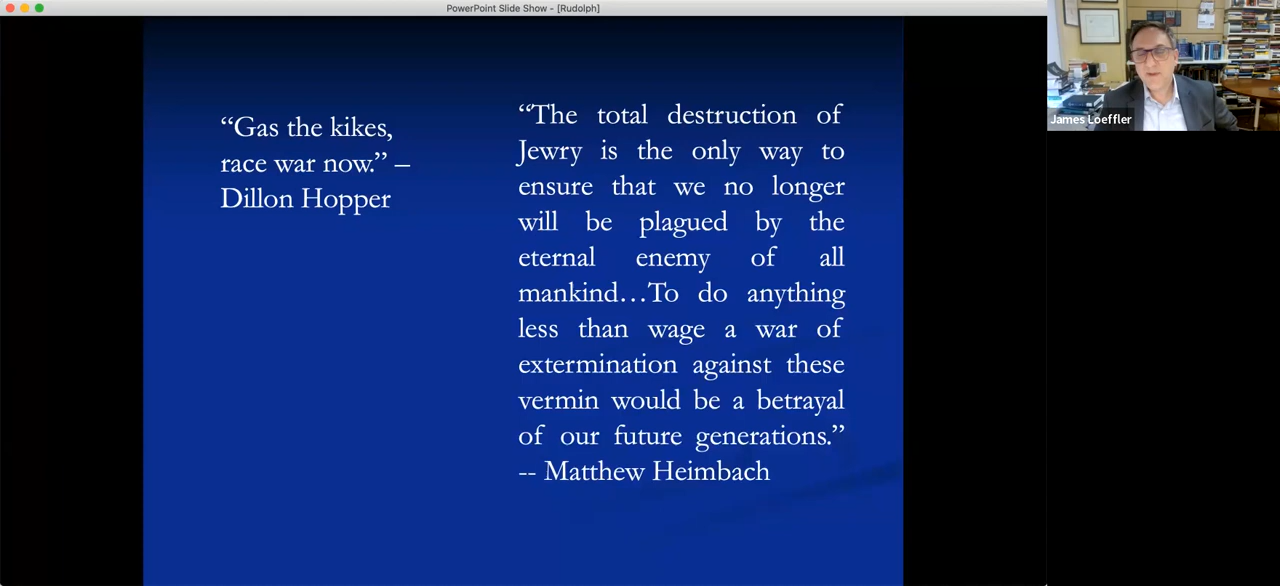 PowerPoint Slide Show - [Rudolph]
James Loeffler
“Gas the kikes,
race war now.” –
Dillon Hopper
“The total destruction of
Jewry is the only way to
ensure that we no longer
will be plagued by the
eternal enemy of all
mankind…To do anything
less than wage a war of
extermination against these
vermin would be a betrayal
of our future generations.”
-- Matthew Heimbach